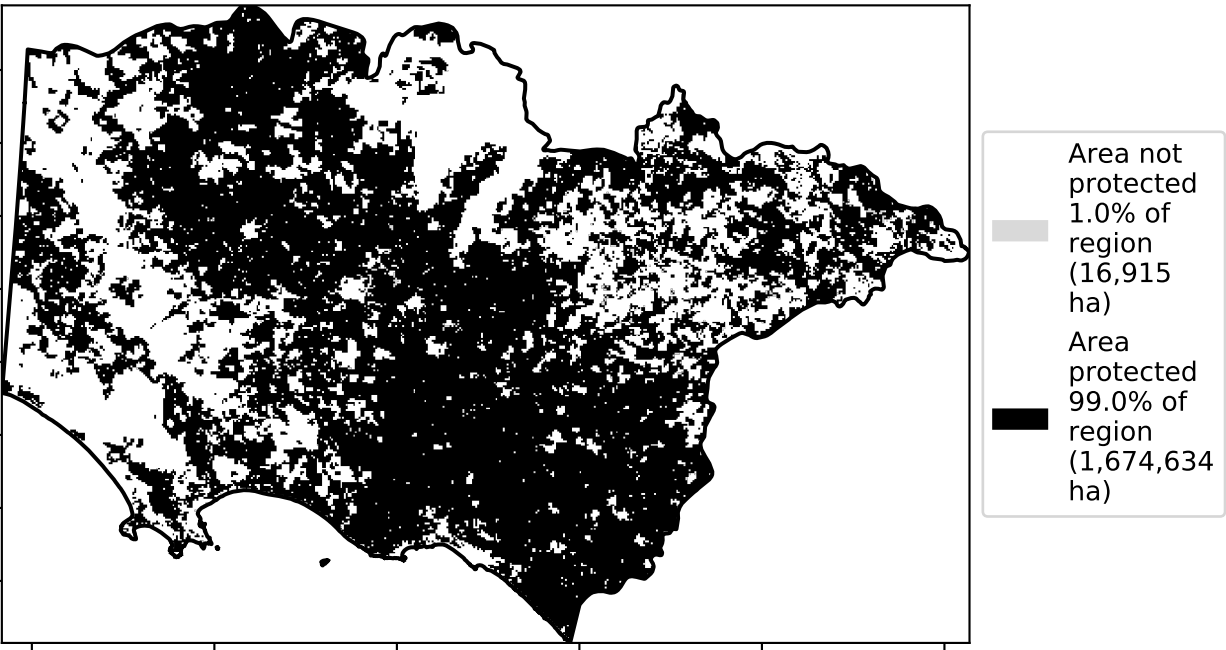 Area not
protected
1.0% of
region
(16,915
ha)
Area
protected
99.0% of
region
(1,674,634
ha)